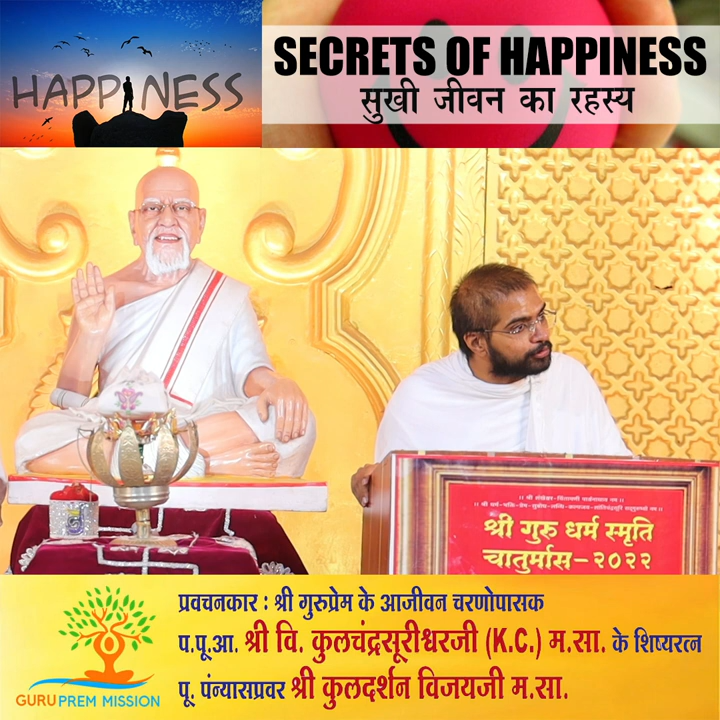 HAPPINESS
SECRETS OF HAPPINESS
सुखी जीवन का रहस्य
श्री गुरु धर्म स्मृति
चातुर्मास-२०२२
प्रवचनकार : श्री गुरुप्रेम के आजीवन चरणोपासक
प.पू.आ. श्री वि. कुलचंद्रसूरीश्वरजी (K.C.) म.सा. के शिष्यरत्न
पू. पंन्यासप्रवर श्री कुलदर्शन विजयजी म.सा.
GURU PREM MISSION